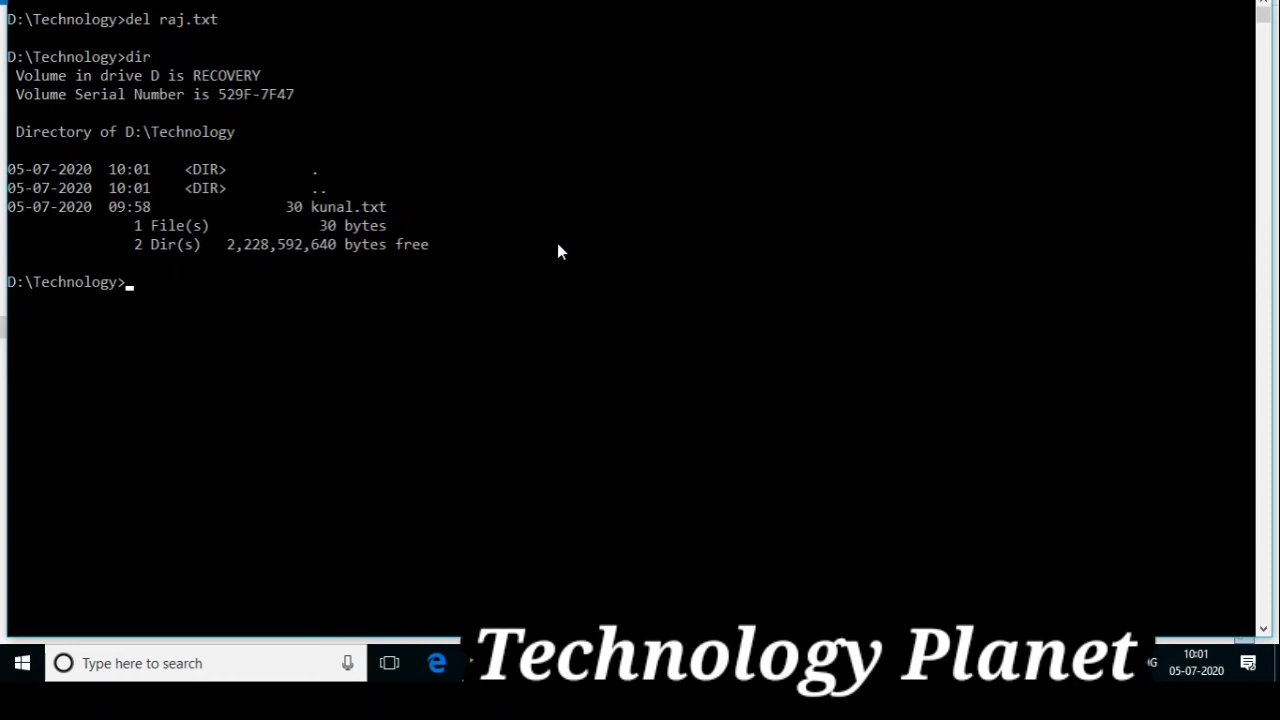 D:\Technology>del raj.txt
D:\Technology>dir
Volume in drive D is RECOVERY
Volume Serial Number is 529F-7F47
Directory of D:\Technology
05-07-2020 10:01 <DIR> .
05-07-2020 10:01 <DIR> ..
05-07-2020 09:58 30 kunal.txt
1 File(s) 30 bytes
2 Dir(s) 2,228,592,640 bytes free
D:\Technology>_
Type here to search
Technology Planet
10:01
05-07-2020